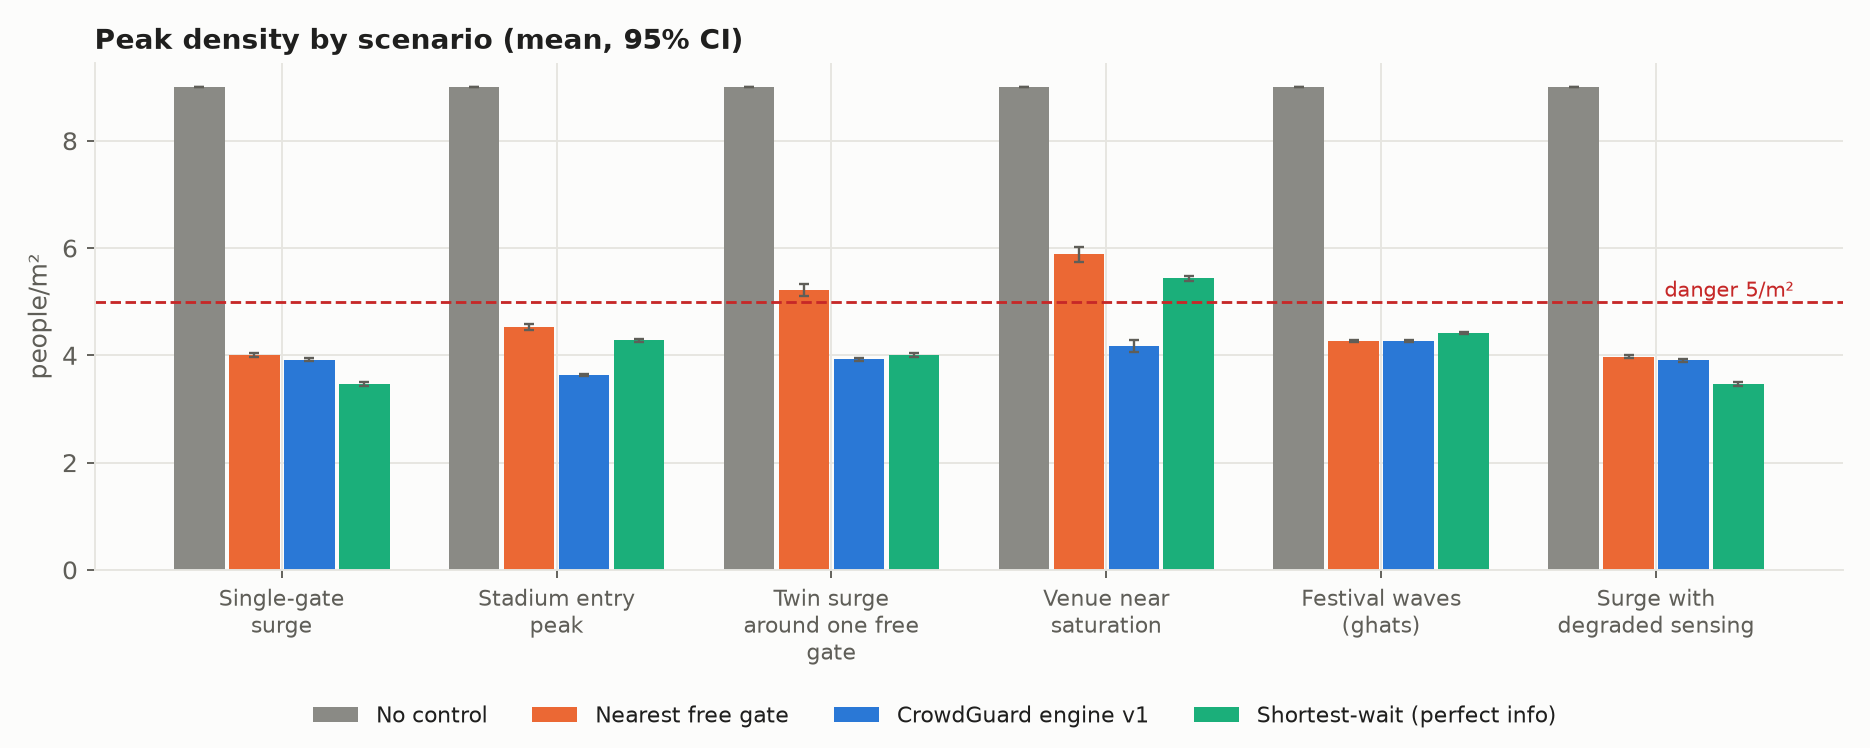 Peak density by scenario (mean, 95% CI)
people/m²
8
6
4
2
0
danger 5/m²
Single-gate
surge
Stadium entry
peak
Twin surge
around one free
gate
Venue near
saturation
Festival waves
(ghats)
Surge with
degraded sensing
No control
Nearest free gate
CrowdGuard engine v1
Shortest-wait (perfect info)